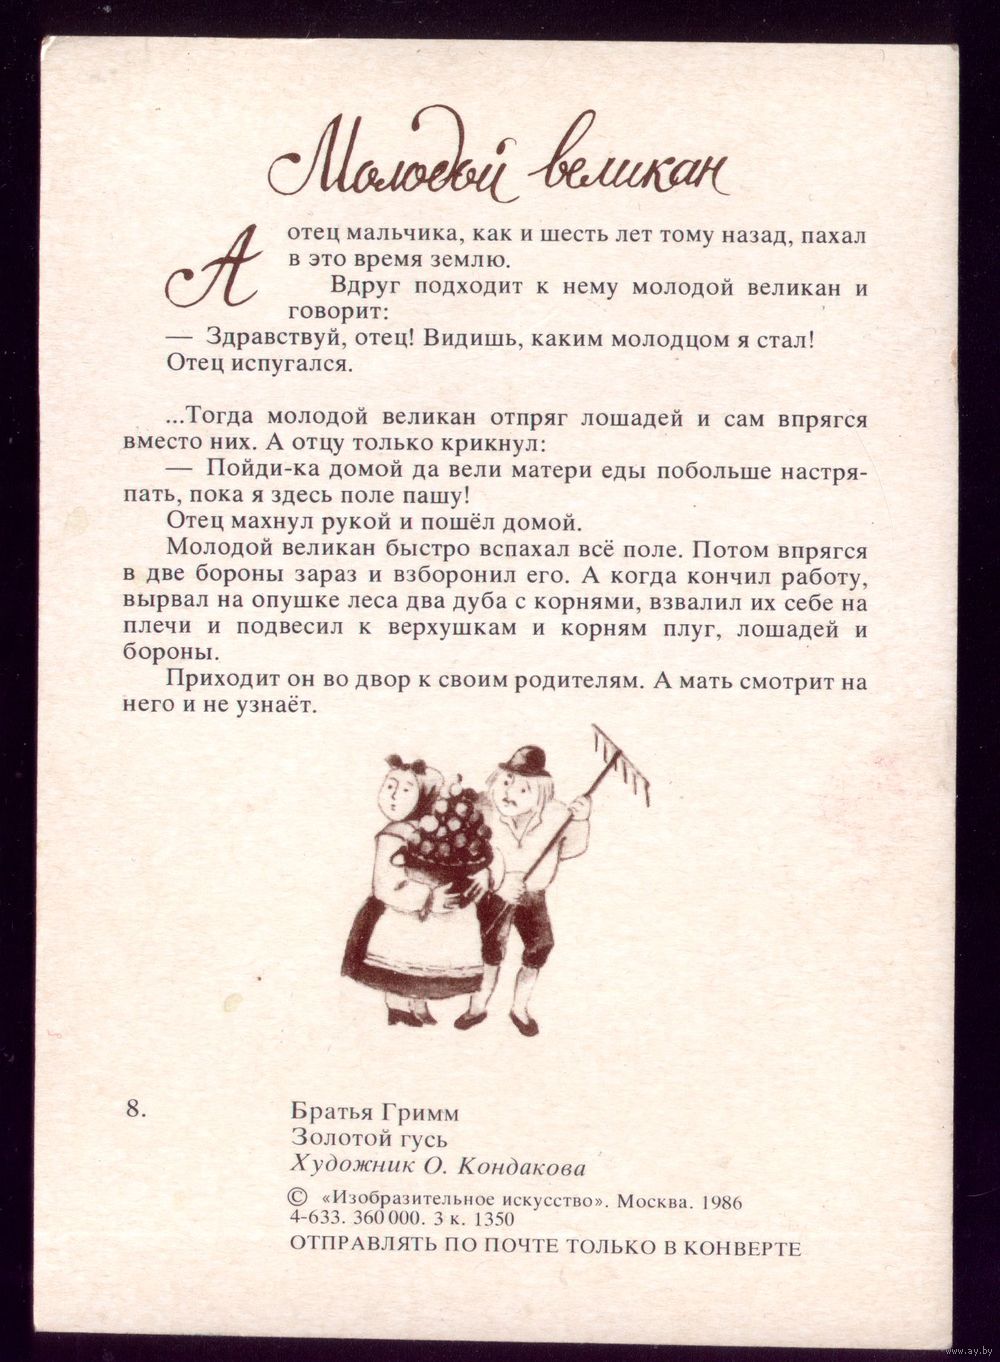 Молодой великан
А отец мальчика, как и шесть лет тому назад, пахал
в это время землю.
Вдруг подходит к нему молодой великан и
говорит:
— Здравствуй, отец! Видишь, каким молодцом я стал!
Отец испугался.
...Тогда молодой великан отпряг лошадей и сам впрягся
вместо них. А отцу только крикнул:
— Пойди-ка домой да вели матери еды побольше настря-
пать, пока я здесь поле пашу!
Отец махнул рукой и пошёл домой.
Молодой великан быстро вспахал всё поле. Потом впрягся
в две бороны зараз и взборонил его. А когда кончил работу,
вырвал на опушке леса два дуба с корнями, взвалил их себе на
плечи и подвесил к верхушкам и корням плуг, лошадей и
бороны.
Приходит он во двор к своим родителям. А мать смотрит на
него и не узнаёт.
8.
Братья Гримм
Золотой гусь
Художник О. Кондакова
© «Изобразительное искусство». Москва. 1986
4-633. 360 000. 3 к. 1350
ОТПРАВЛЯТЬ ПО ПОЧТЕ ТОЛЬКО В КОНВЕРТЕ
www.ay.by